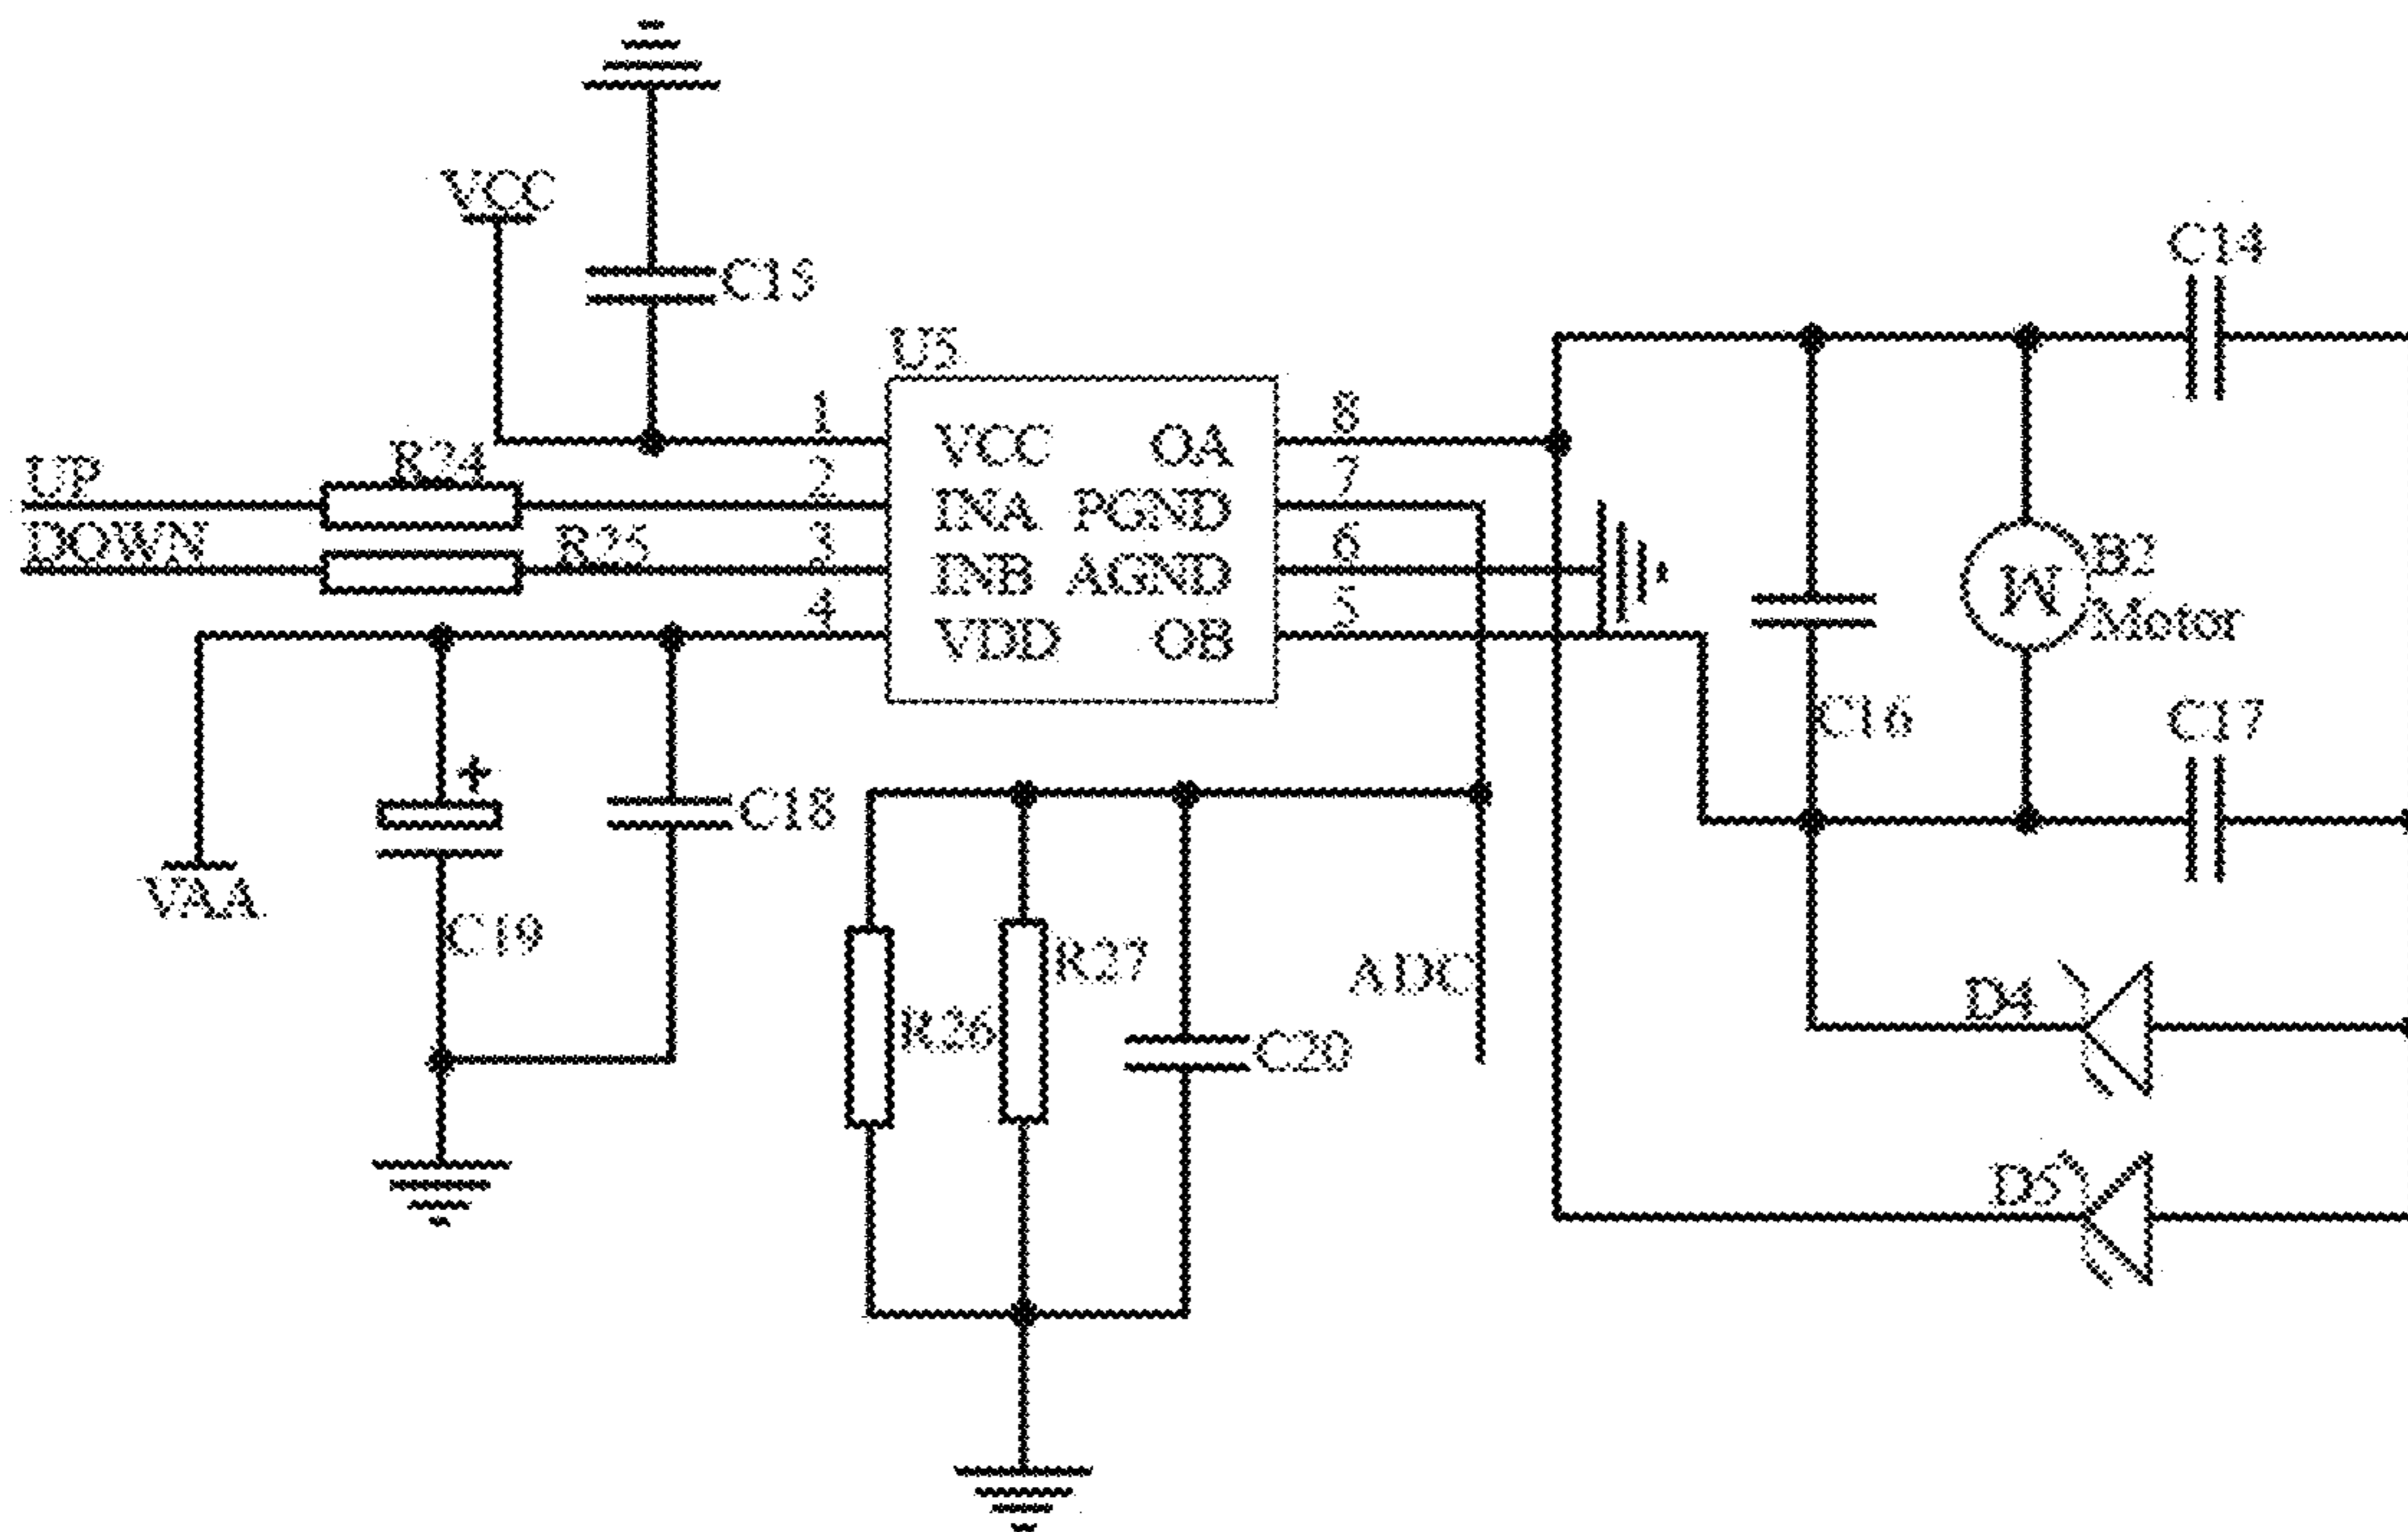 VCC
C15
C14
U5
1
VCC
OA
8
UP
R24
2
INA
PGND
7
DOWN
R25
3
INB
AGND
6
4
VDD
OB
5
M
B2
Motor
C16
C17
C18
VAA
+
C19
R27
R26
C20
ADC
D4
D5